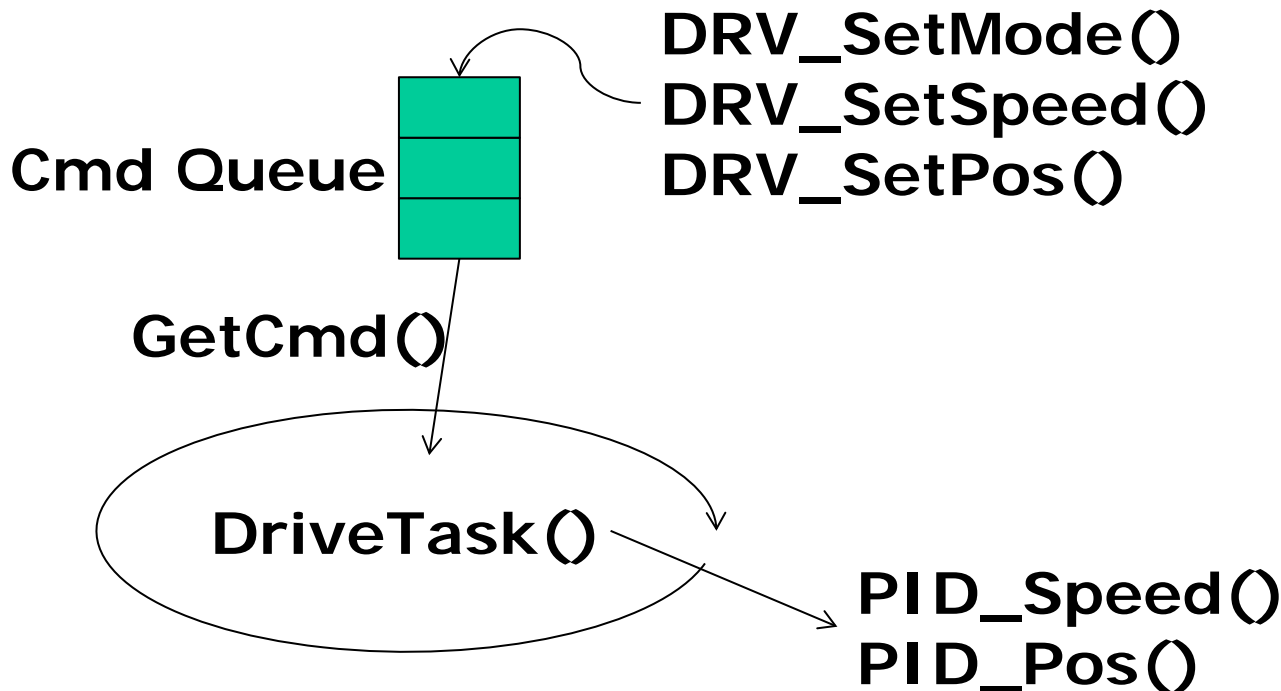 DRV_SetMode()
DRV_SetSpeed()
DRV_SetPos()
Cmd Queue
GetCmd()
DriveTask()
PID_Speed()
PID_Pos()